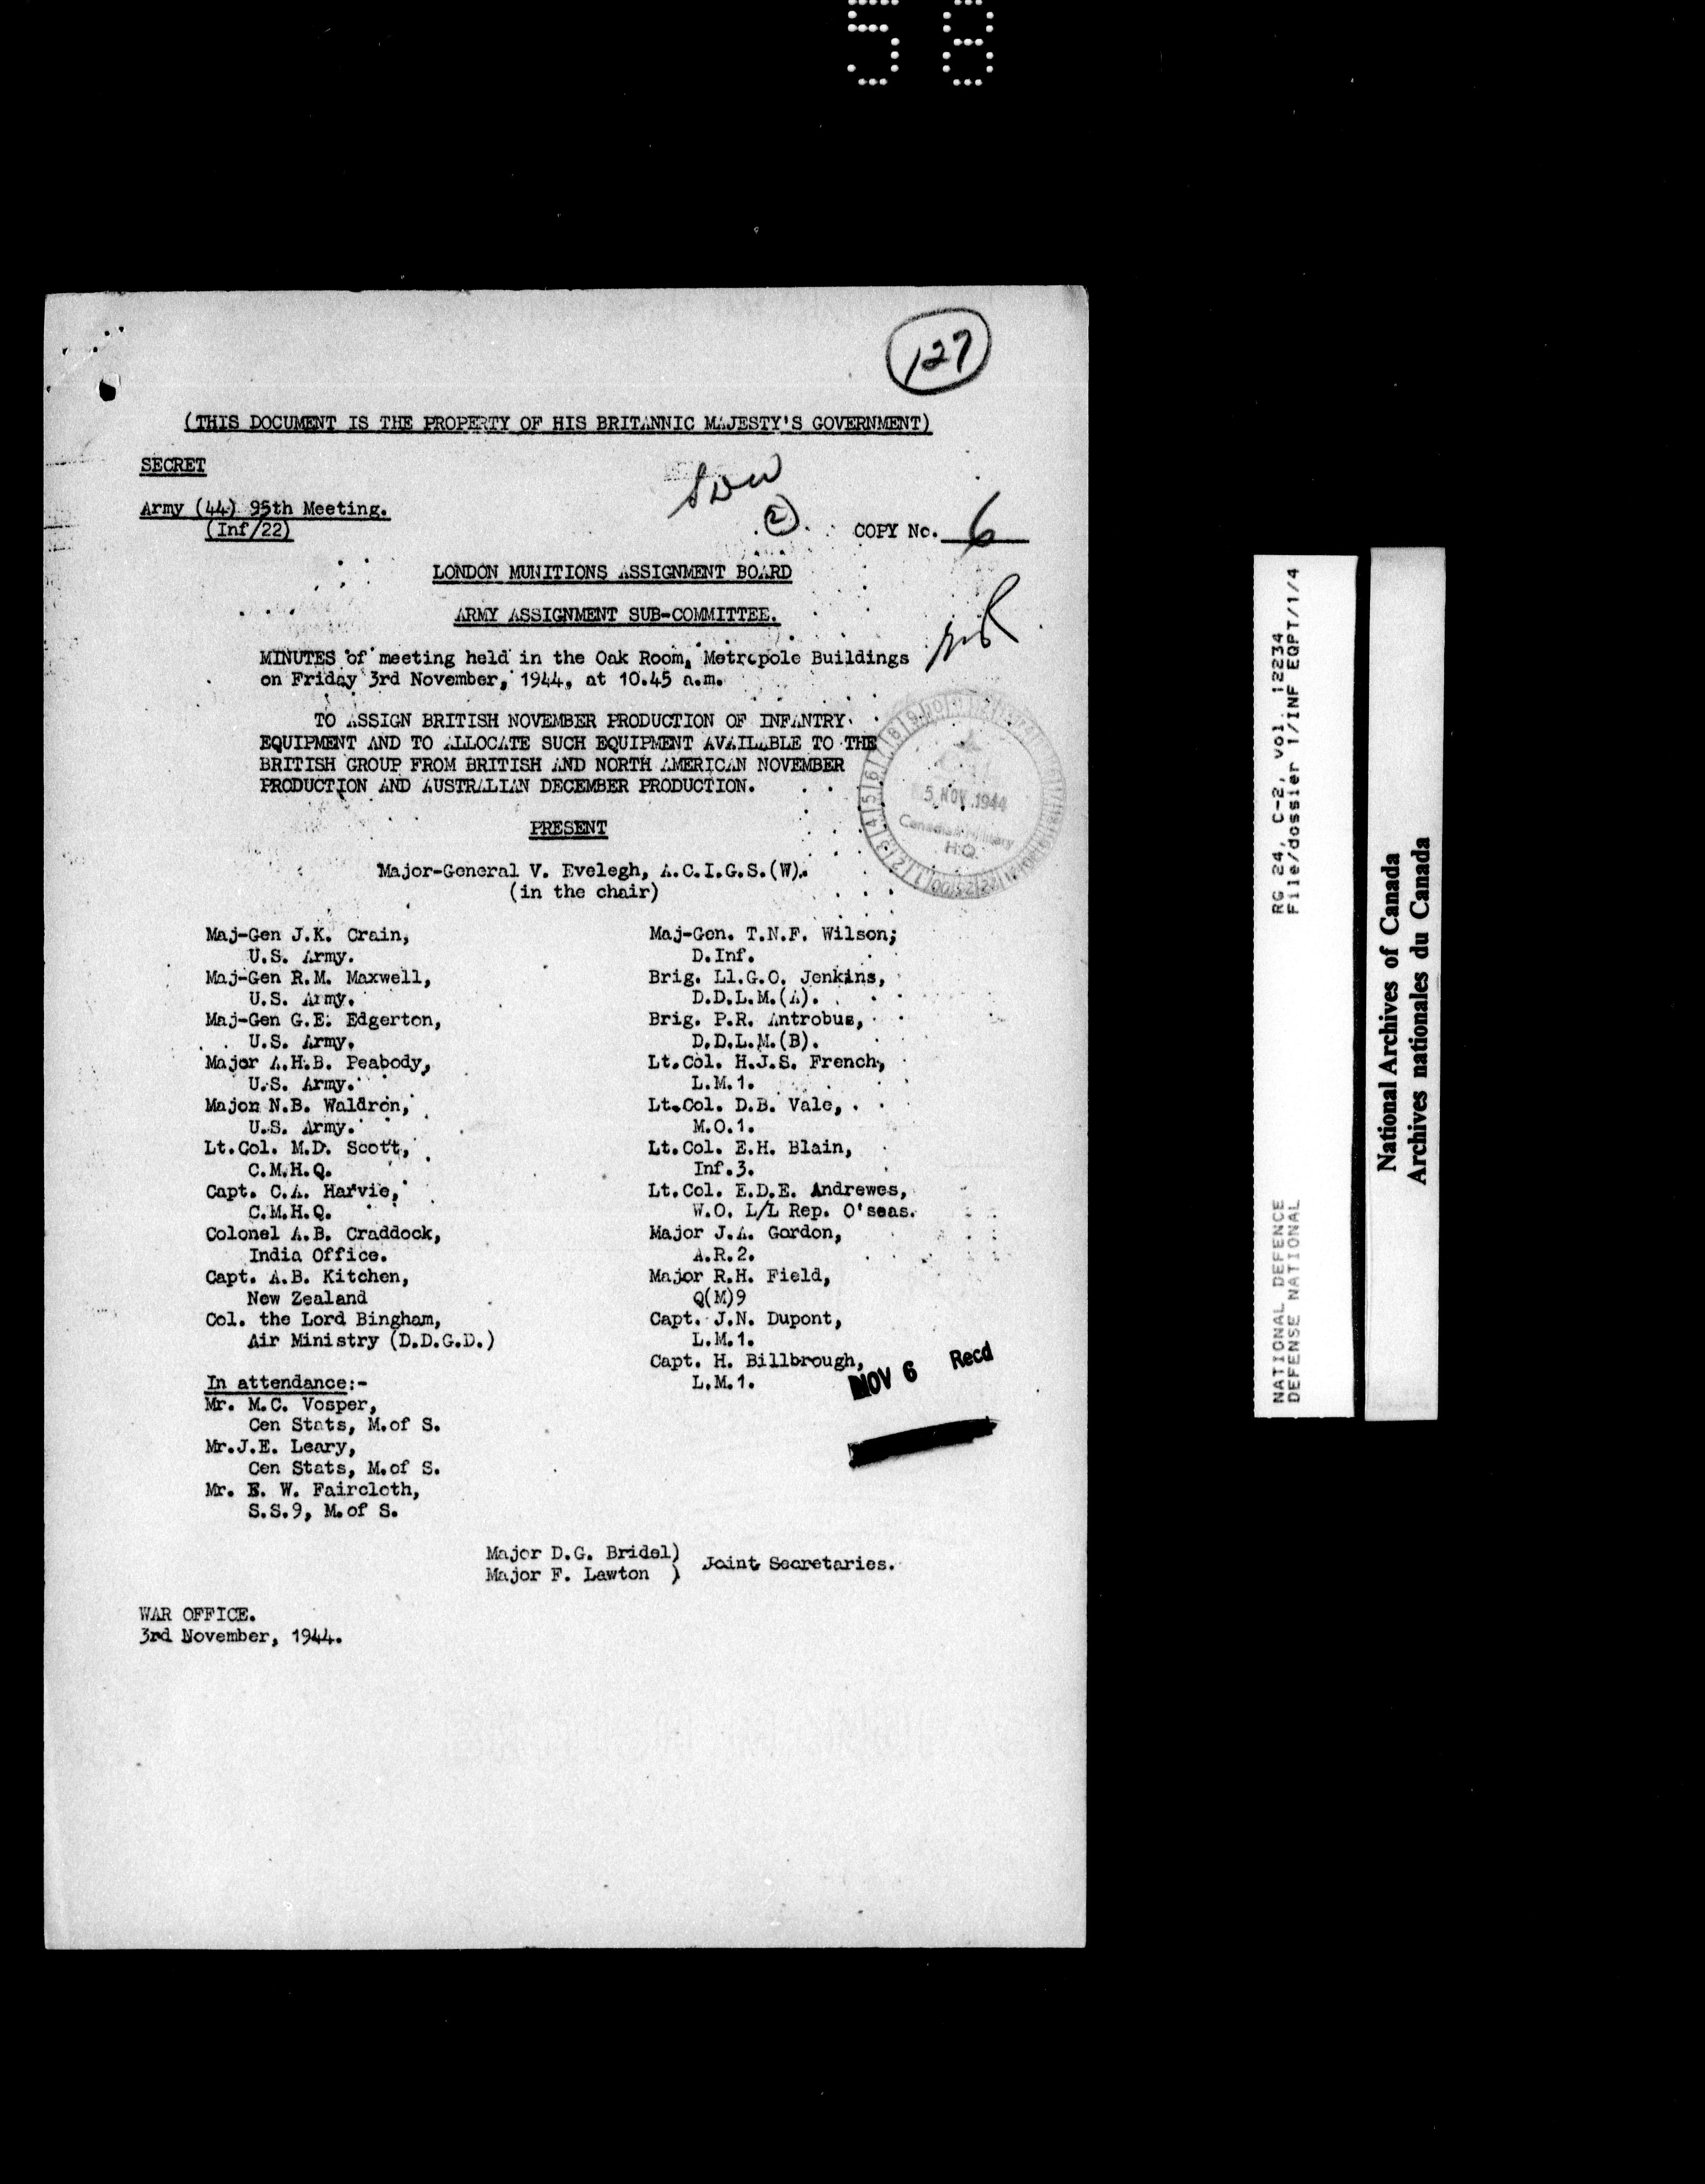 58
127
(THIS DOCUMENT IS THE PROPERTY OF HIS BRITANNIC MAJESTY'S GOVERNMENT)
SECRET
Army (44) 95th Meeting.
(Inf/22)
2
COPY No. 6
LONDON MUNITIONS ASSIGNMENT BOARD
ARMY ASSIGNMENT SUB-COMMITTEE.
MINUTES of meeting held in the Oak Room, Metropole Buildings
on Friday 3rd November, 1944, at 10.45 a.m.
TO ASSIGN BRITISH NOVEMBER PRODUCTION OF INFANTRY
EQUIPMENT AND TO ALLOCATE SUCH EQUIPMENT AVAILABLE TO THE
BRITISH GROUP FROM BRITISH AND NORTH AMERICAN NOVEMBER
PRODUCTION AND AUSTRALIAN DECEMBER PRODUCTION.
5 NOV 1944
Canadian Military
H.Q.
PRESENT
Major-General V. Evelegh, A.C.I.G.S.(W).
(in the chair)
Maj-Gen J.K. Crain,
U.S. Army.
Maj-Gen R.M. Maxwell,
U.S. Army.
Maj-Gen G.E. Edgerton,
U.S. Army.
Major A.H.B. Peabody,
U.S. Army.
Major N.B. Waldron,
U.S. Army.
Lt.Col. M.D. Scott,
C.M.H.Q.
Capt. C.A. Harvie,
C.M.H.Q.
Colonel A.B. Craddock,
India Office.
Capt. A.B. Kitchen,
New Zealand
Col. the Lord Bingham,
Air Ministry (D.D.G.D.)
In attendance:-
Mr. M.C. Vosper,
Cen Stats, M.of S.
Mr.J.E. Leary,
Cen Stats, M.of S.
Mr. E. W. Faircloth,
S.S.9, M.of S.
Maj-Gen. T.N.F. Wilson;
D.Inf.
Brig. Ll.G.O. Jenkins,
D.D.L.M.(A).
Brig. P.R. Antrobus,
D.D.L.M.(B).
Lt.Col. H.J.S. French,
L.M.1.
Lt.Col. D.B. Vale,
M.O.1.
Lt.Col. E.H. Blain,
Inf.3.
Lt.Col. E.D.E. Andrewes,
W.O. L/L Rep. O'seas.
Major J.A. Gordon,
A.R.2.
Major R.H. Field,
Q(M)9
Capt. J.N. Dupont,
L.M.1.
Capt. H. Billbrough,
L.M.1.
NOV 6 Recd
Major D.G. Bridel)
Major F. Lawton ) Joint Secretaries.
WAR OFFICE.
3rd November, 1944.
NATIONAL DEFENCE RG 24, C-2, vol. 12234
DEFENSE NATIONAL File/dossier 1/INF EQPT/1/4
National Archives of Canada
Archives nationales du Canada